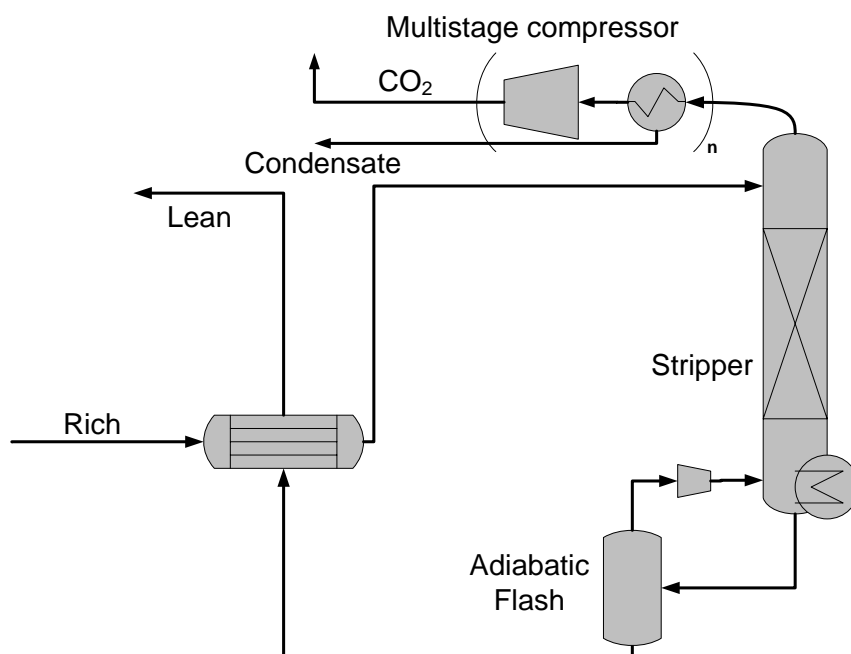 Multistage compressor
CO₂
n
Condensate
Lean
Stripper
Rich
Adiabatic
Flash